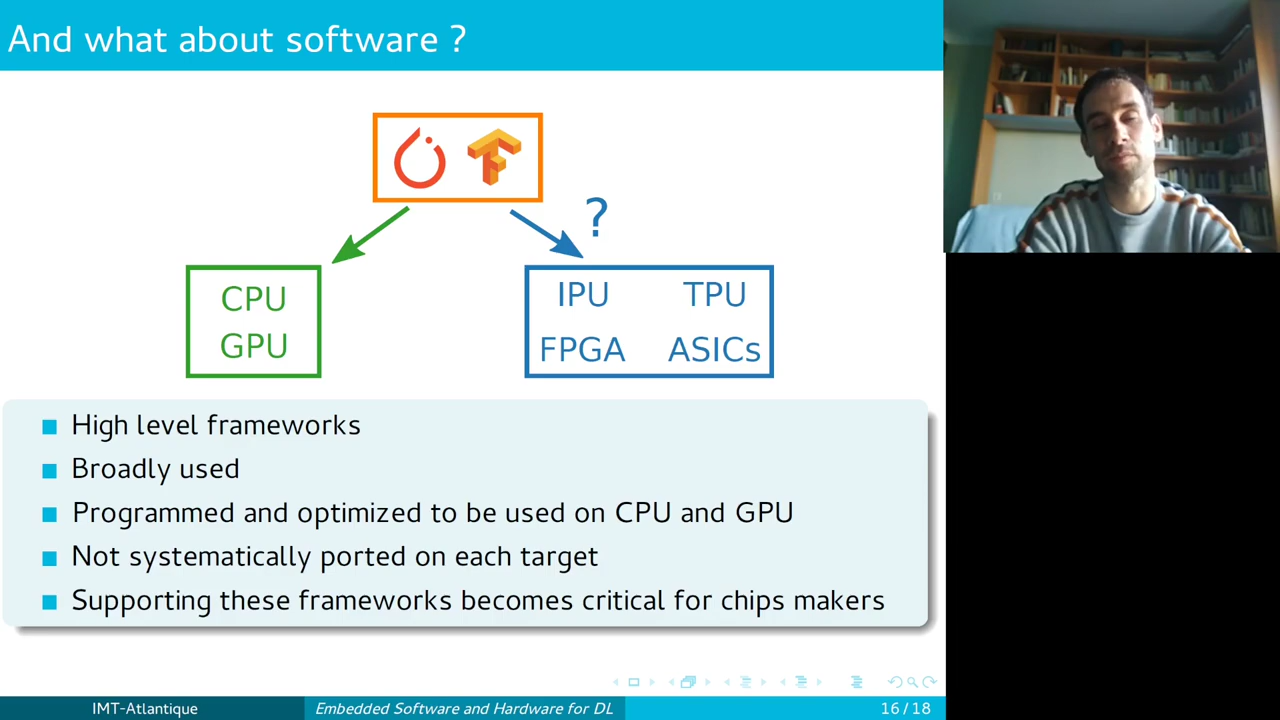 And what about software ?
?
CPU
GPU
IPU TPU
FPGA ASICs
High level frameworks
Broadly used
Programmed and optimized to be used on CPU and GPU
Not systematically ported on each target
Supporting these frameworks becomes critical for chips makers
IMT-Atlantique Embedded Software and Hardware for DL 16 / 18